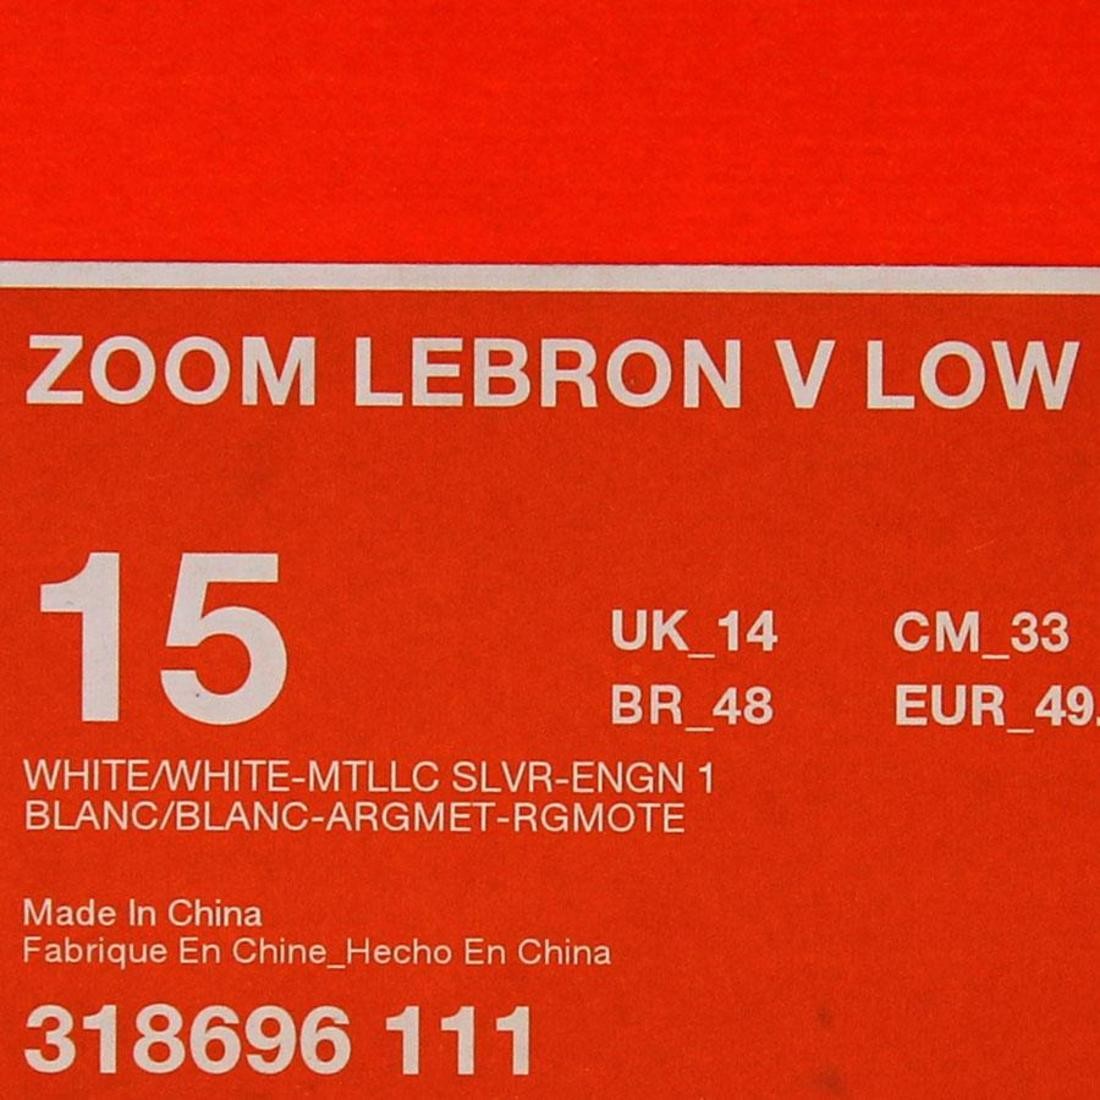 ZOOM LEBRON V LOW
15
UK_14 CM_33
BR_48 EUR_49.
WHITE/WHITE-MTLLC SLVR-ENGN 1
BLANC/BLANC-ARGMET-RGMOTE
Made In China
Fabrique En Chine_Hecho En China
318696 111